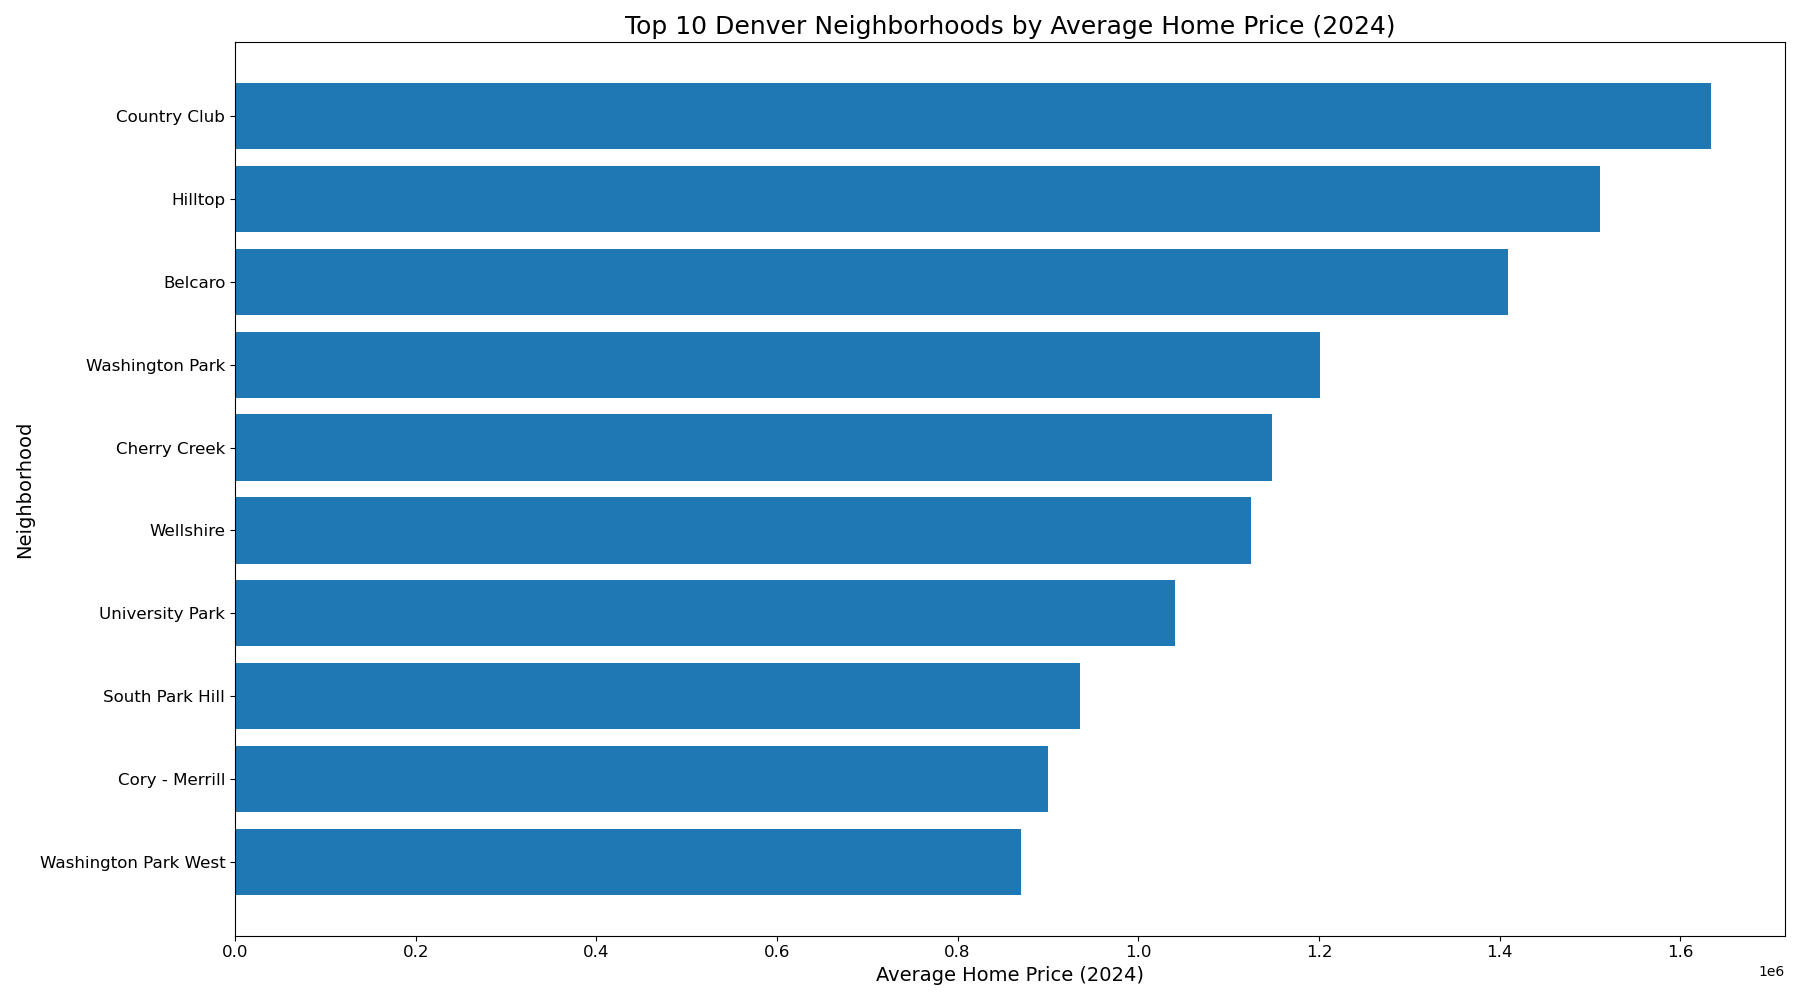 Top 10 Denver Neighborhoods by Average Home Price (2024)
Neighborhood
Country Club
Hilltop
Belcaro
Washington Park
Cherry Creek
Wellshire
University Park
South Park Hill
Cory - Merrill
Washington Park West
0.0 0.2 0.4 0.6 0.8 1.0 1.2 1.4 1.6
1e6
Average Home Price (2024)